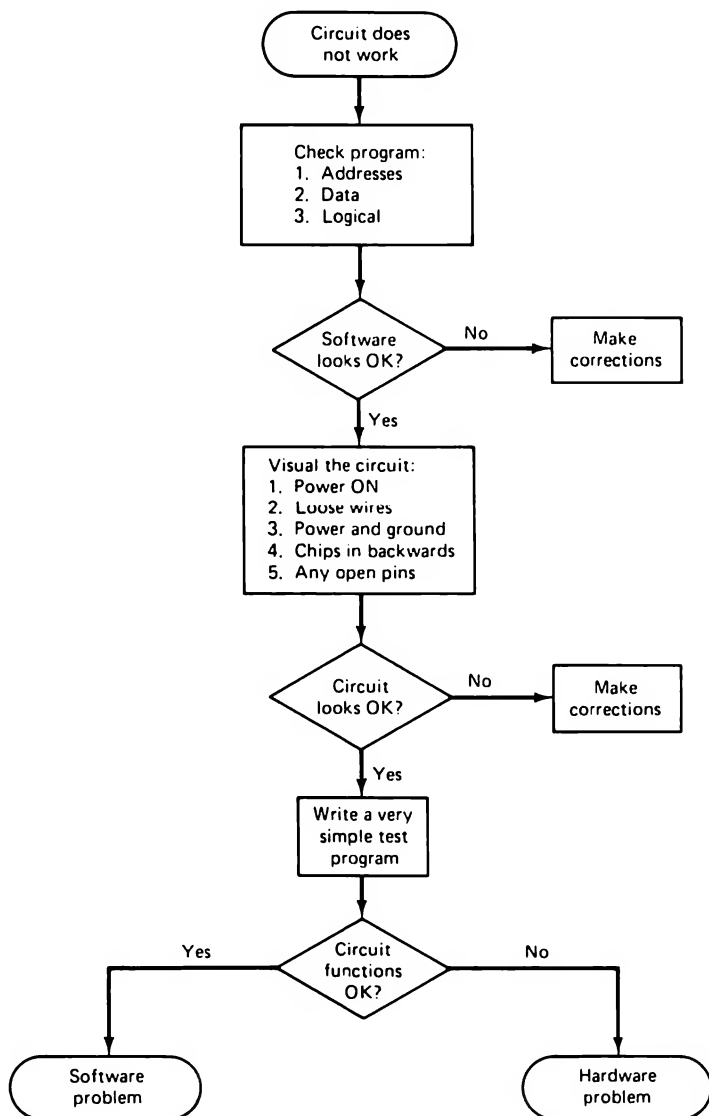 Circuit does
not work
Check program:
1. Addresses
2. Data
3. Logical
Software
looks OK?
No
Make
corrections
Yes
Visual the circuit:
1. Power ON
2. Loose wires
3. Power and ground
4. Chips in backwards
5. Any open pins
Circuit
looks OK?
No
Make
corrections
Yes
Write a very
simple test
program
Circuit
functions
OK?
Yes
No
Software
problem
Hardware
problem